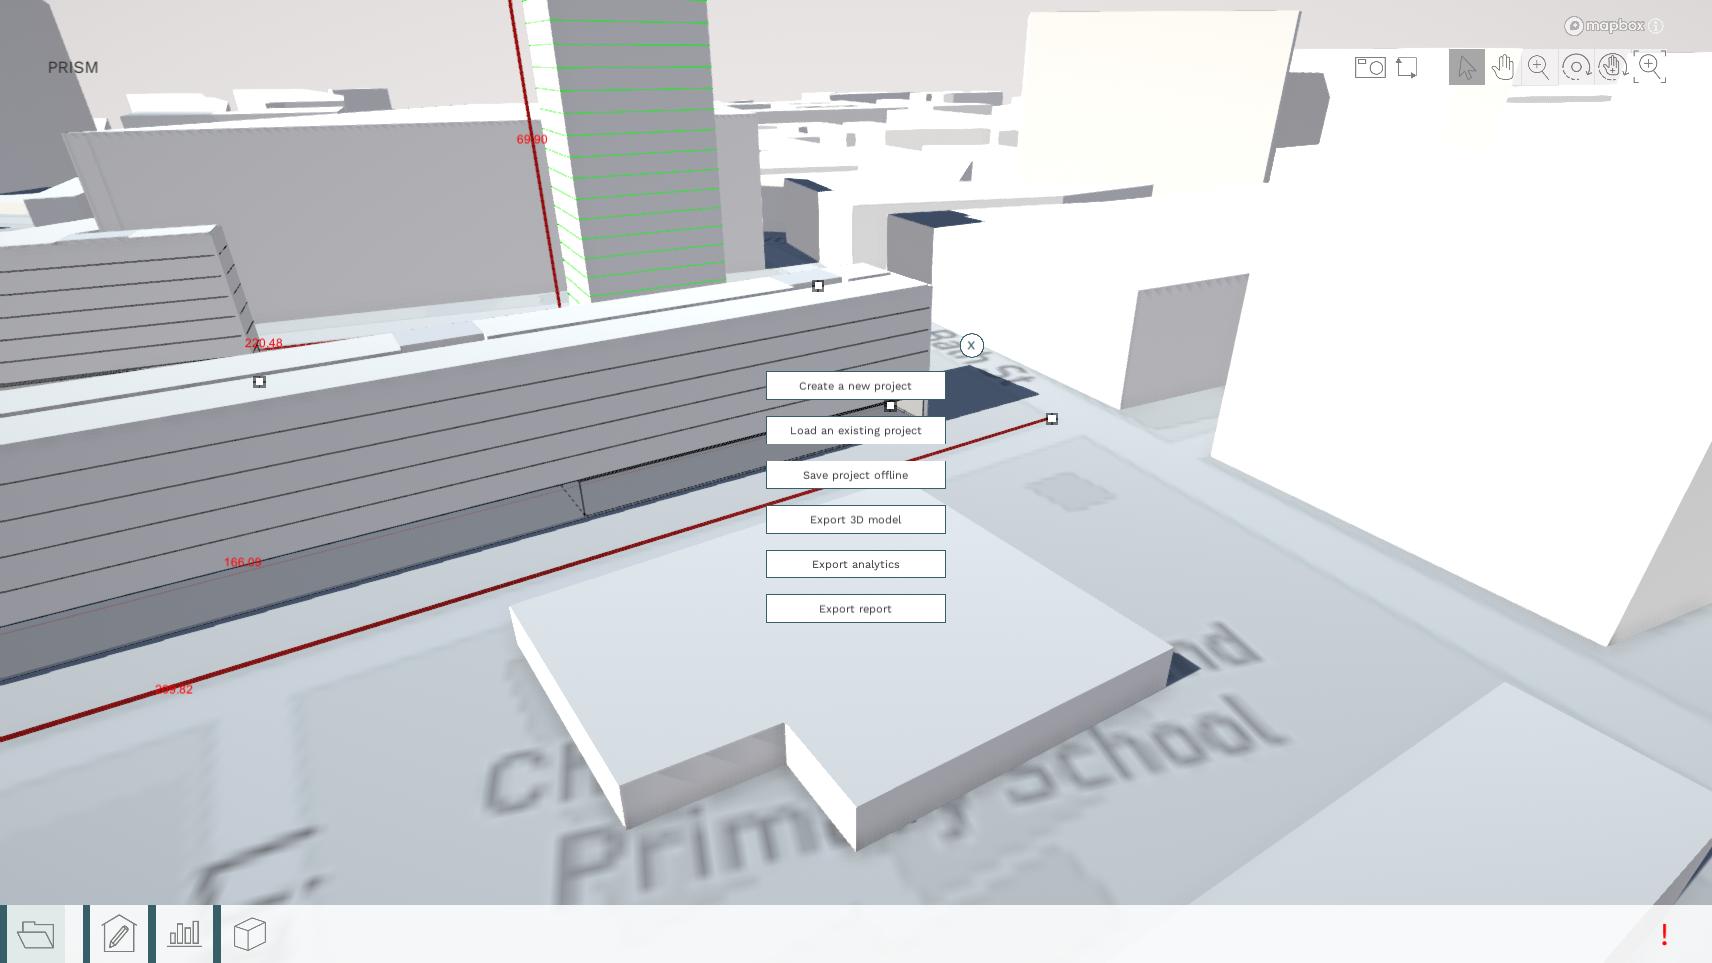 mapbox
PRISM
69.90
220.48
X
Create a new project
Load an existing project
Save project offline
Export 3D model
Export analytics
166.09
Export report
Primary School
!